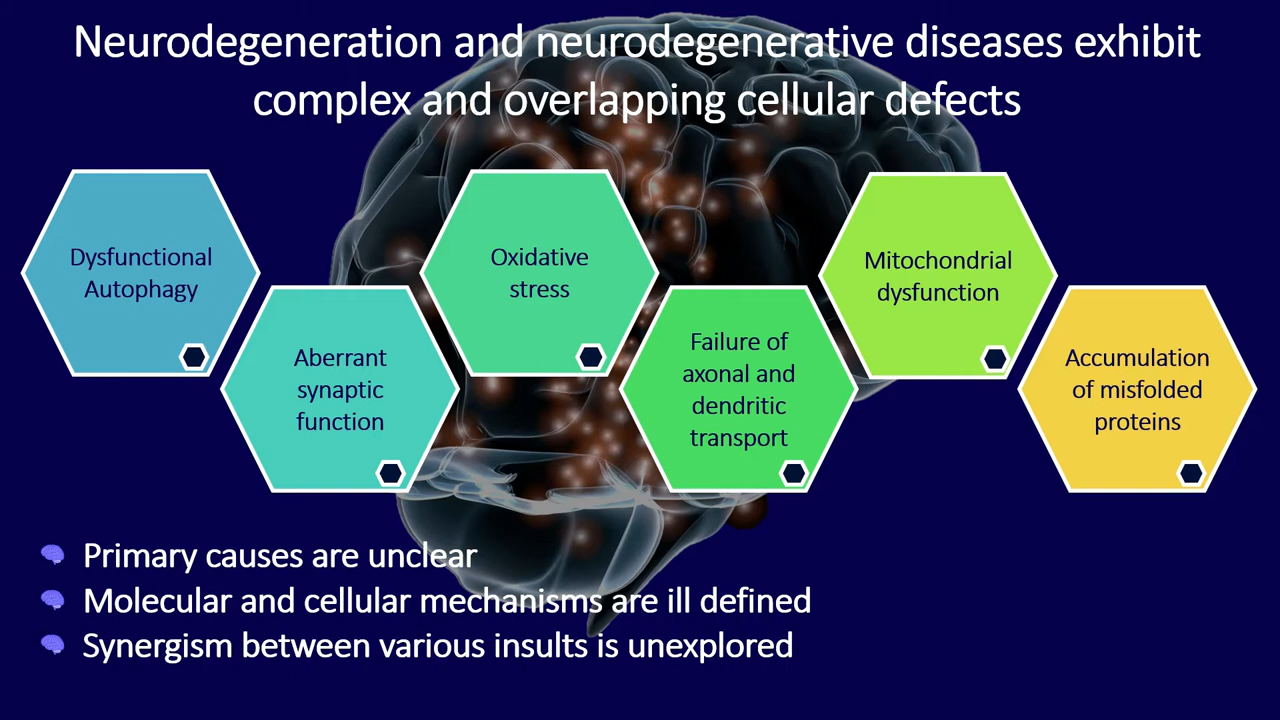 Neurodegeneration and neurodegenerative diseases exhibit
complex and overlapping cellular defects
Dysfunctional
Autophagy
Aberrant
synaptic
function
Oxidative
stress
Failure of
axonal and
dendritic
transport
Mitochondrial
dysfunction
Accumulation
of misfolded
proteins
Primary causes are unclear
Molecular and cellular mechanisms are ill defined
Synergism between various insults is unexplored